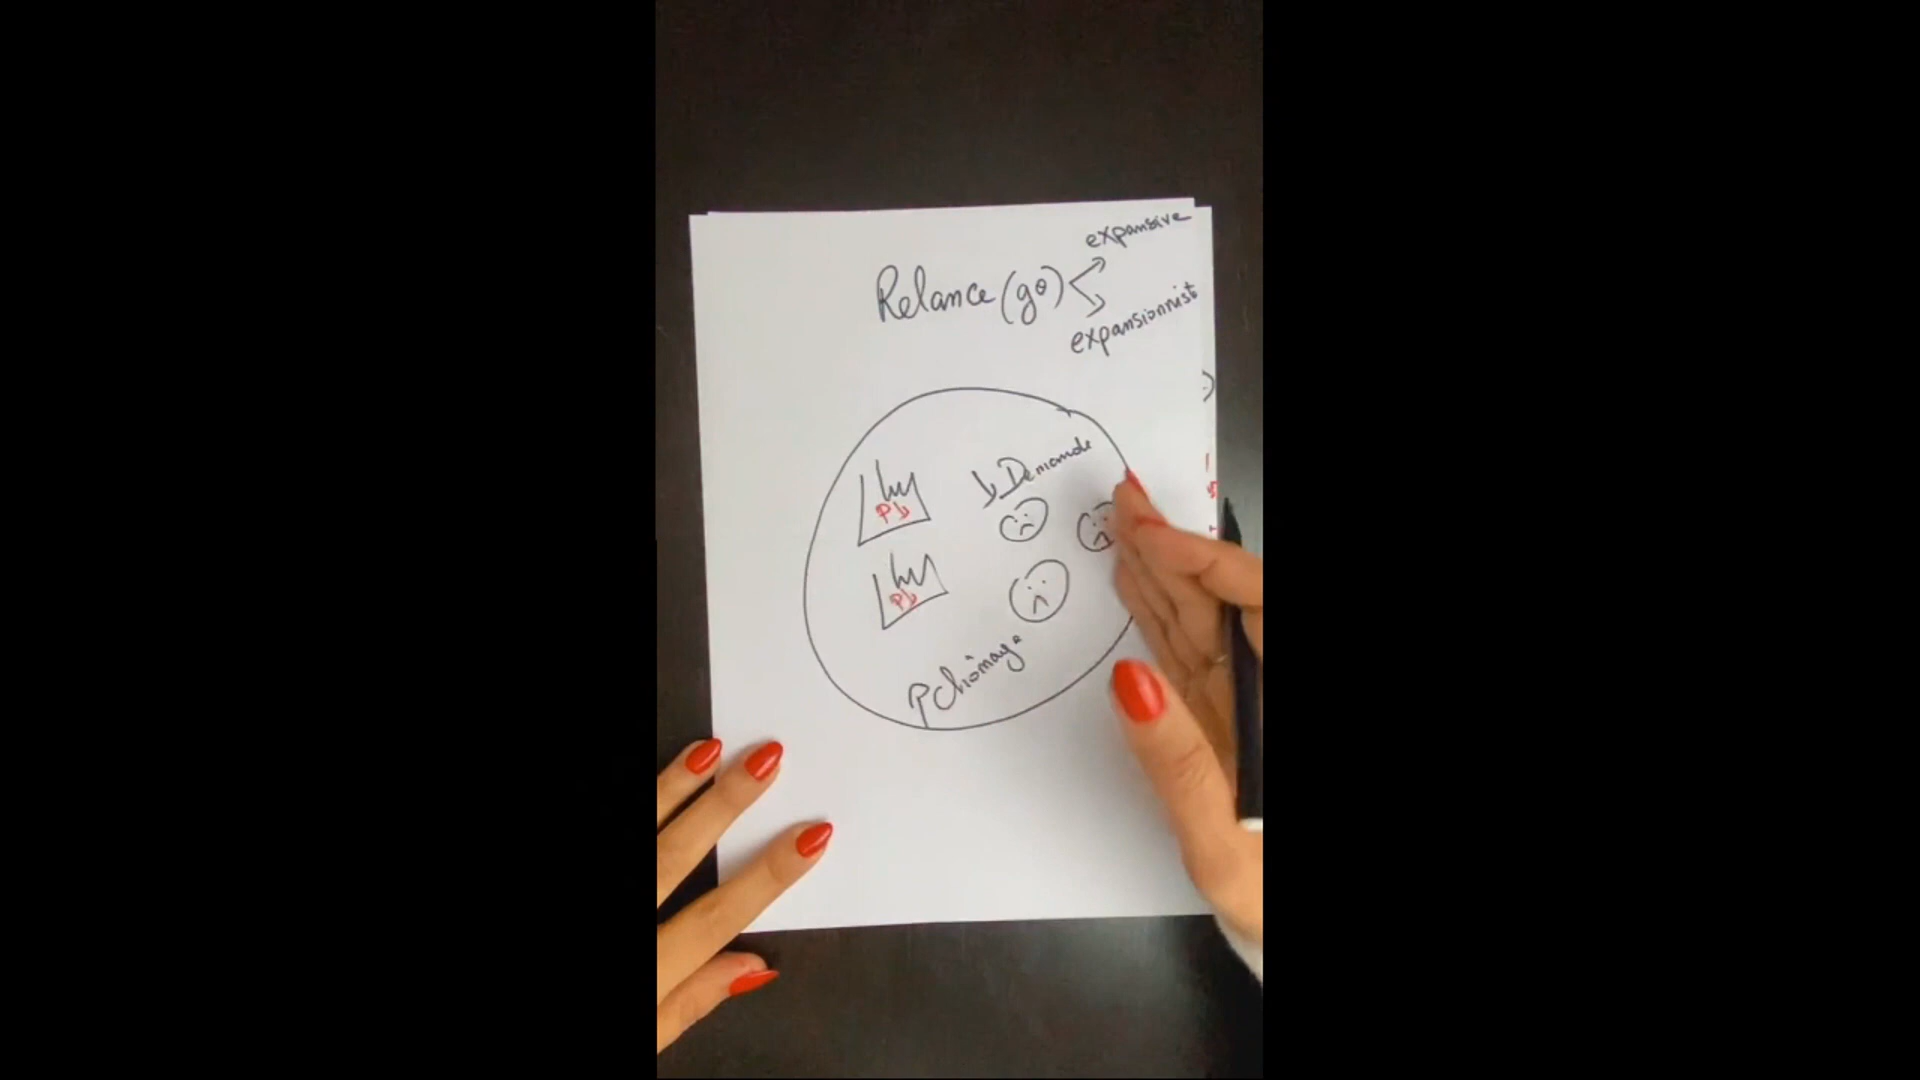 expansive
Relance (go)
expansionnist
↓ Demande
P↓
P↓
↑ chômage